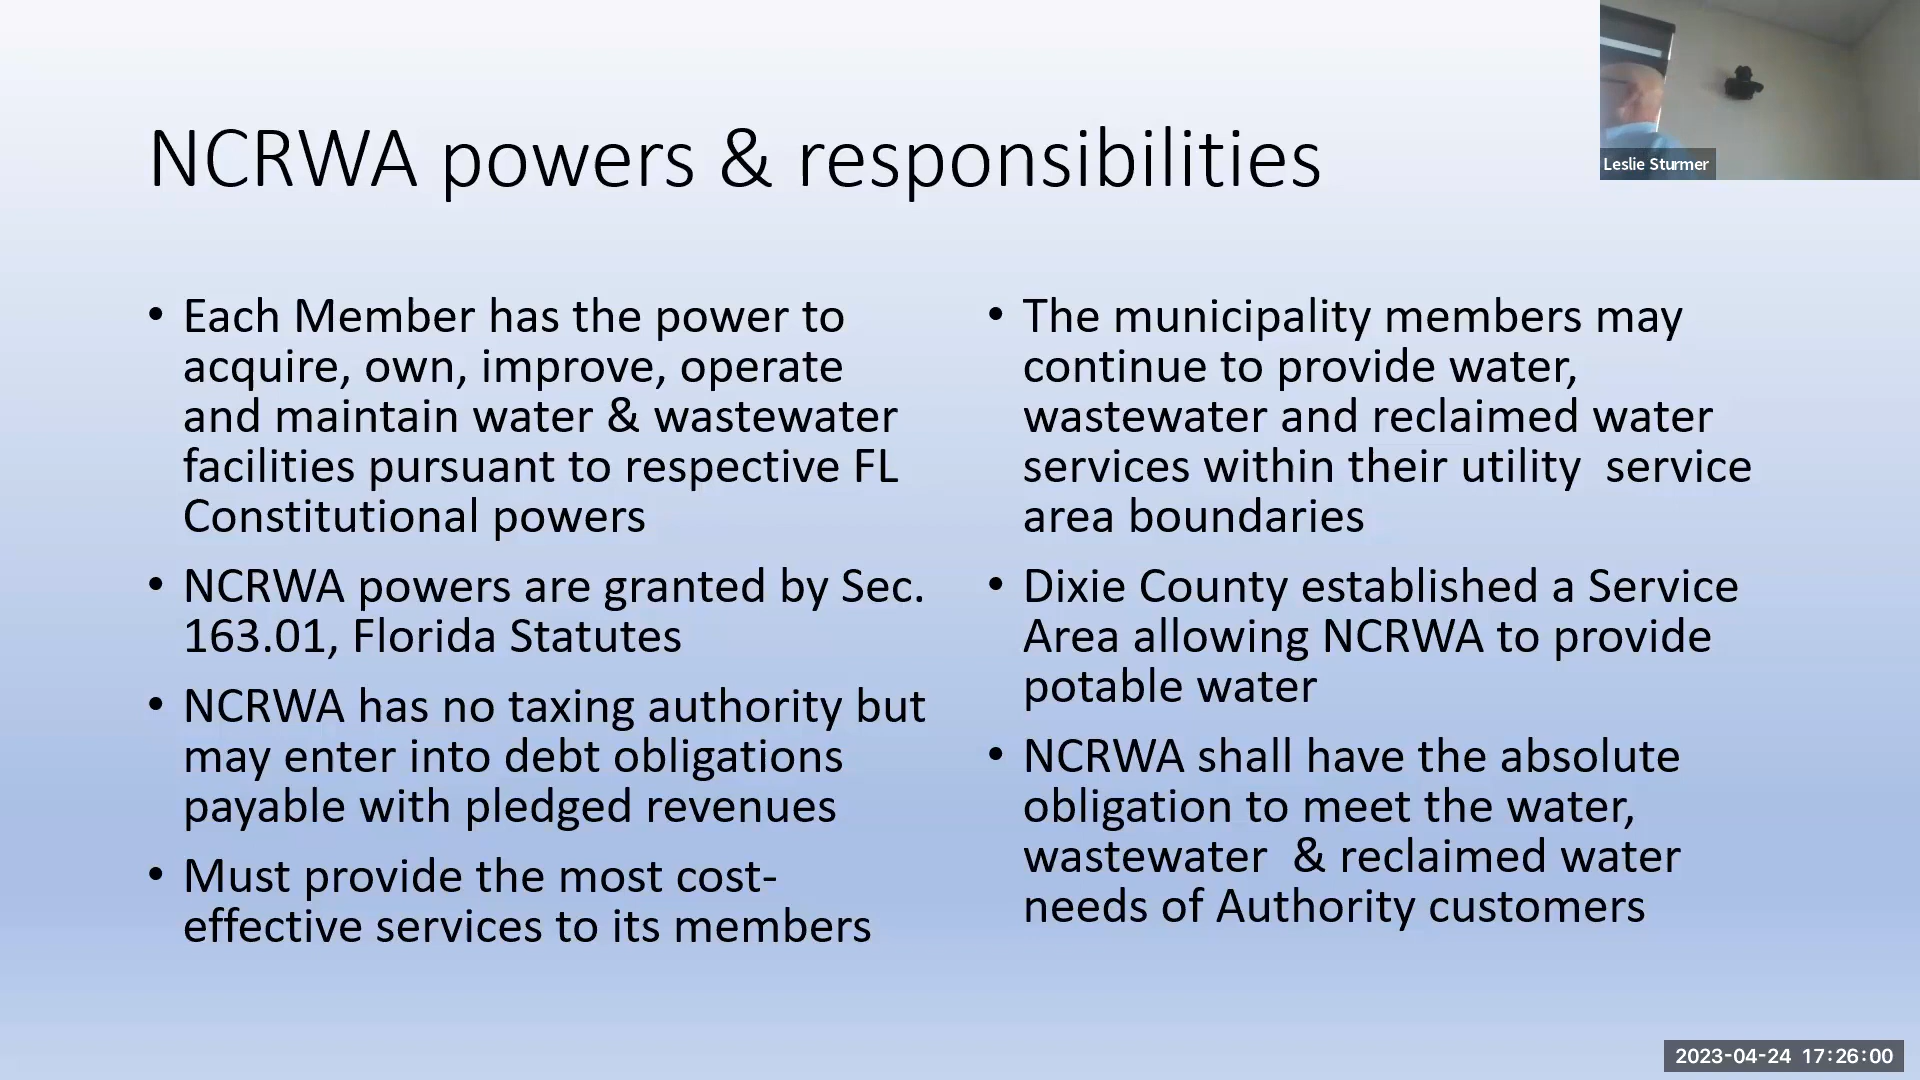 NCRWA powers & responsibilities
Leslie Sturmer
• Each Member has the power to
acquire, own, improve, operate
and maintain water & wastewater
facilities pursuant to respective FL
Constitutional powers
• NCRWA powers are granted by Sec.
163.01, Florida Statutes
• NCRWA has no taxing authority but
may enter into debt obligations
payable with pledged revenues
• Must provide the most cost-
effective services to its members
• The municipality members may
continue to provide water,
wastewater and reclaimed water
services within their utility  service
area boundaries
• Dixie County established a Service
Area allowing NCRWA to provide
potable water
• NCRWA shall have the absolute
obligation to meet the water,
wastewater  & reclaimed water
needs of Authority customers
2023-04-24 17:26:00